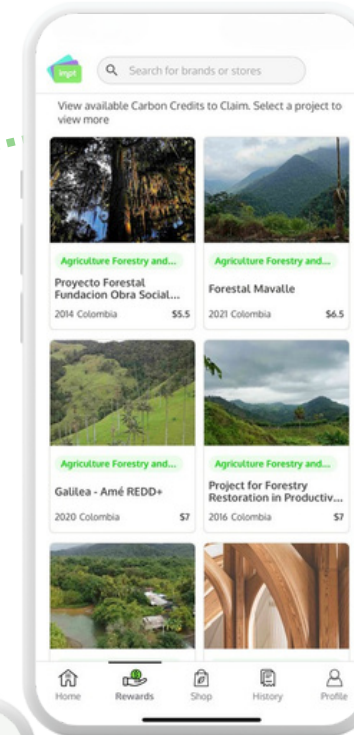 impt
Search for brands or stores
View available Carbon Credits to Claim. Select a project to
view more
Agriculture Forestry and...
Agriculture Forestry and...
Proyecto Forestal
Fundacion Obra Social...
Forestal Mavalle
2014 Colombia $5.5
2021 Colombia $6.5
Agriculture Forestry and...
Agriculture Forestry and...
Galilea - Amé REDD+
Project for Forestry
Restoration in Productiv...
2020 Colombia $7
2016 Colombia $7
Home
Rewards
Shop
History
Profile